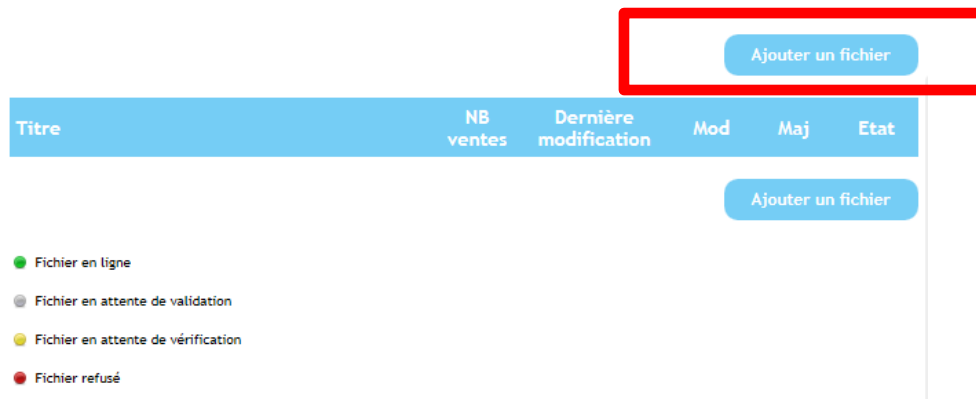 Ajouter un fichier
Titre NB ventes Dernière modification Mod Maj Etat
Ajouter un fichier
Fichier en ligne
Fichier en attente de validation
Fichier en attente de vérification
Fichier refusé